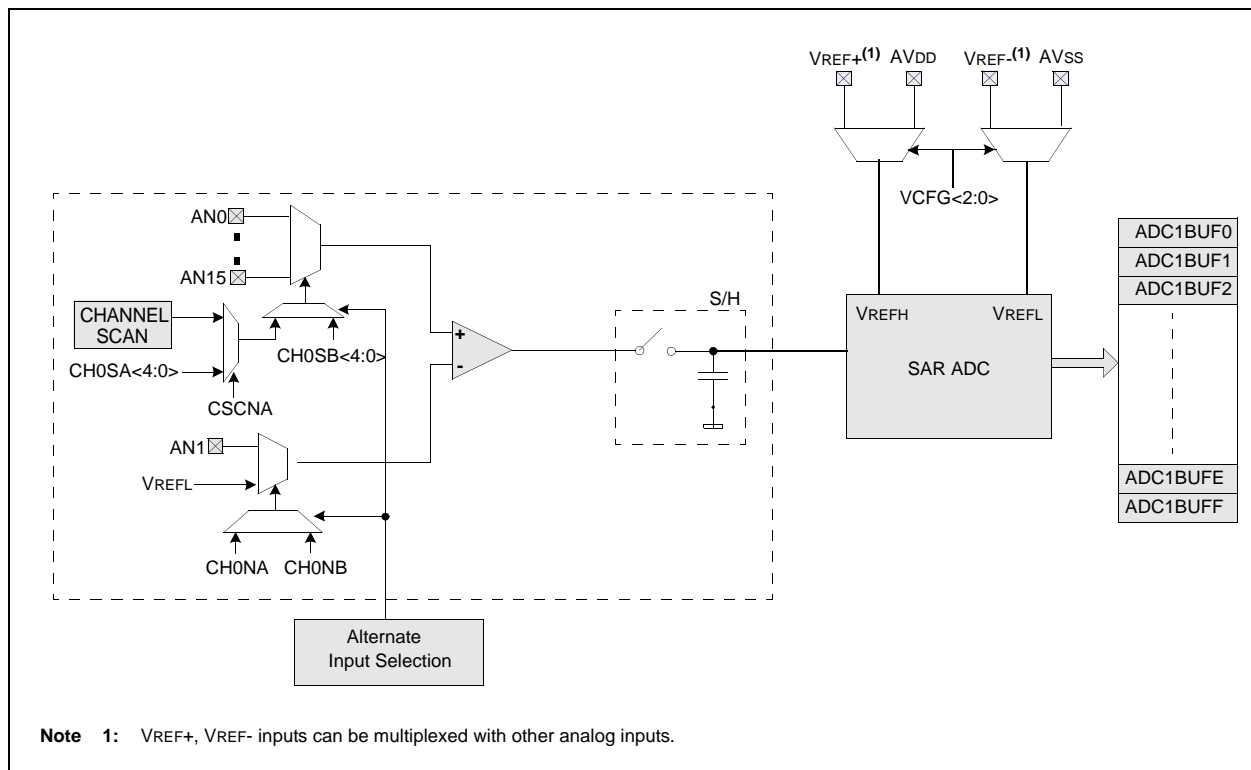 VREF+(1) AVDD VREF-(1) AVSS
VCFG<2:0>
AN0
AN15
CHANNEL
SCAN
CH0SA<4:0>
CSCNA
CH0SB<4:0>
+
-
AN1
VREFL
CH0NA CH0NB
S/H
VREFH VREFL
SAR ADC
ADC1BUF0
ADC1BUF1
ADC1BUF2
ADC1BUFE
ADC1BUFF
Alternate
Input Selection
Note 1: VREF+, VREF- inputs can be multiplexed with other analog inputs.